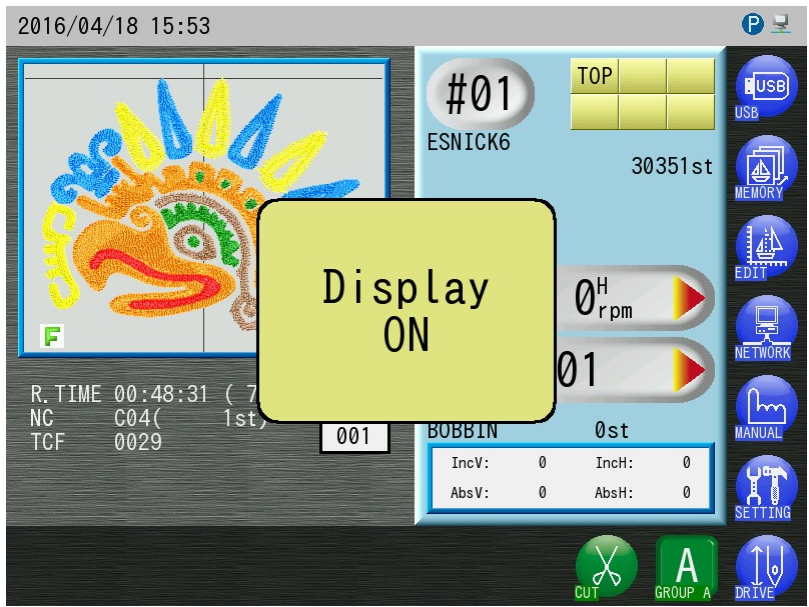 2016/04/18 15:53
P
#01
TOP
ESNICK6
30351st
USB
USB
MEMORY
EDIT
NETWORK
MANUAL
SETTING
DRIVE
F
Display
ON
0 H
rpm
01
R.TIME 00:48:31 ( 7
NC C04( 1st)
TCF 0029
001
BOBBIN 0st
IncV: 0 IncH: 0
AbsV: 0 AbsH: 0
CUT
A
GROUP A